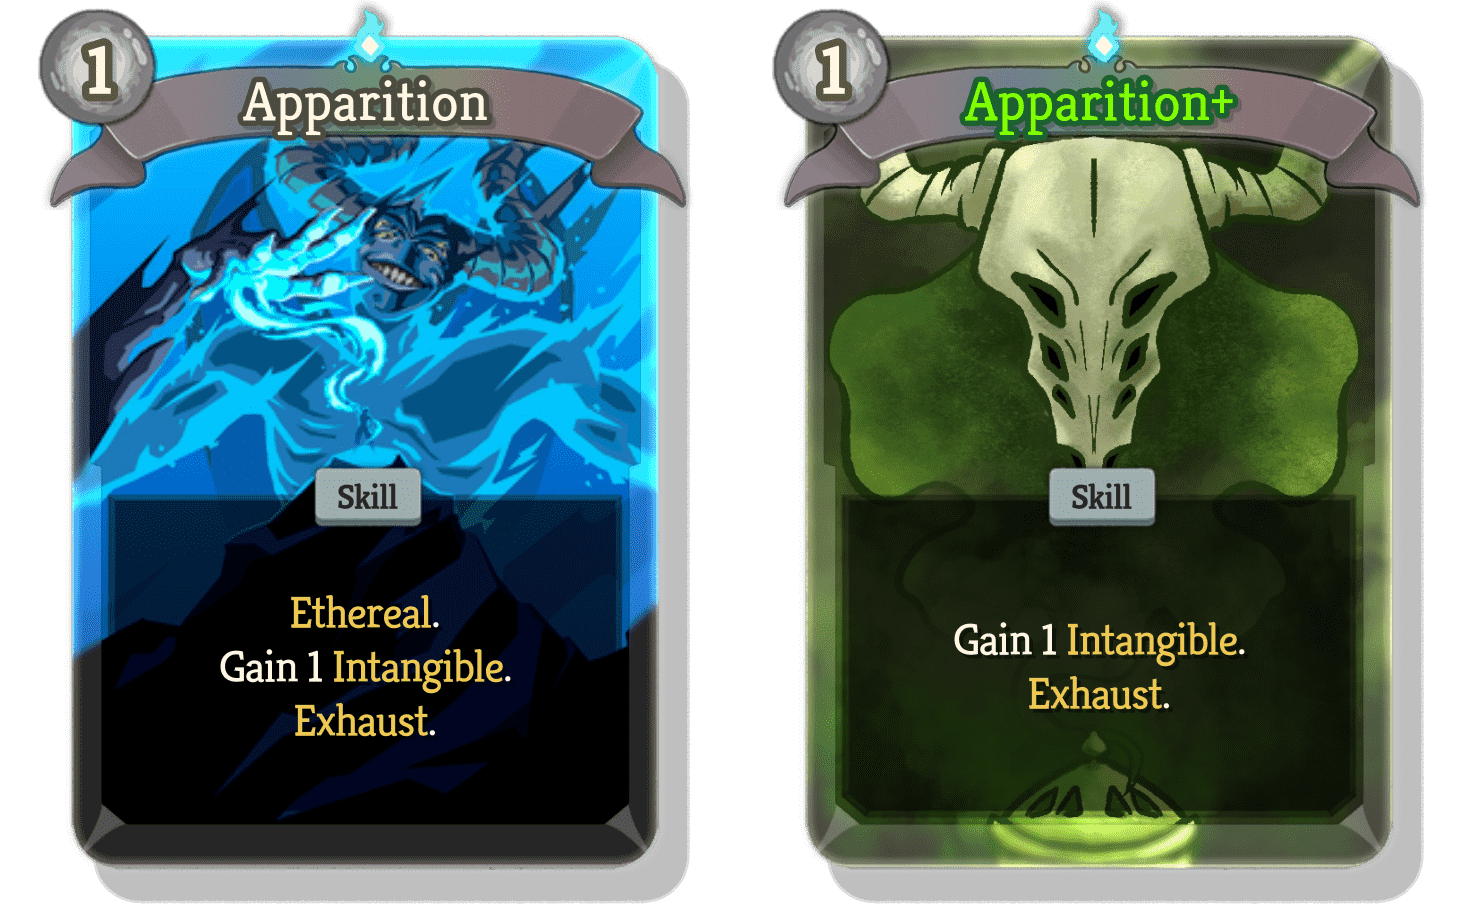 1
Apparition
Skill
Ethereal.
Gain 1 Intangible.
Exhaust.
1
Apparition+
Skill
Gain 1 Intangible.
Exhaust.